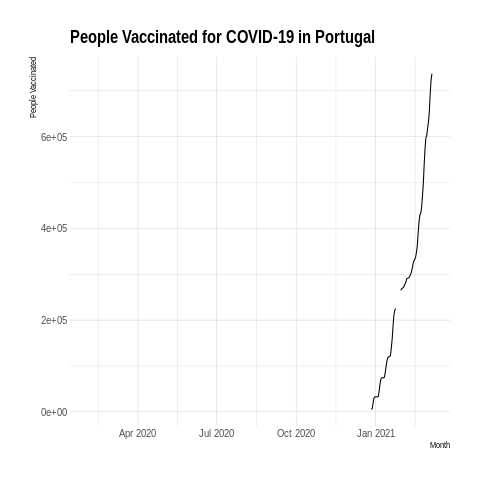 People Vaccinated for COVID-19 in Portugal
People Vaccinated
6e+05
4e+05
2e+05
0e+00
Apr 2020 Jul 2020 Oct 2020 Jan 2021
Month